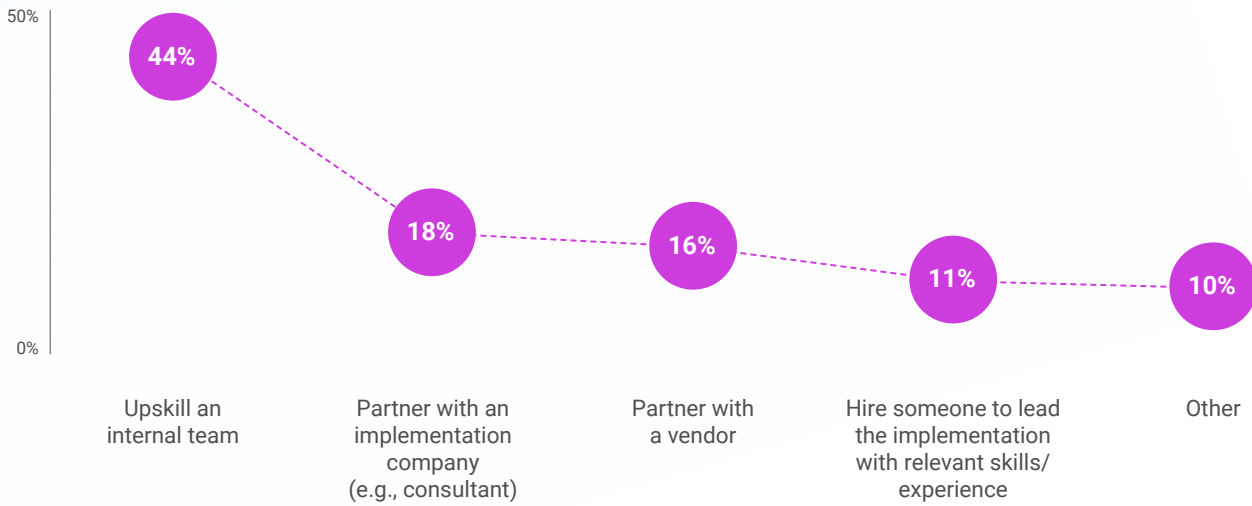 50%
44%
18%
16%
11%
10%
0%
Upskill an
internal team
Partner with an
implementation
company
(e.g., consultant)
Partner with
a vendor
Hire someone to lead
the implementation
with relevant skills/
experience
Other